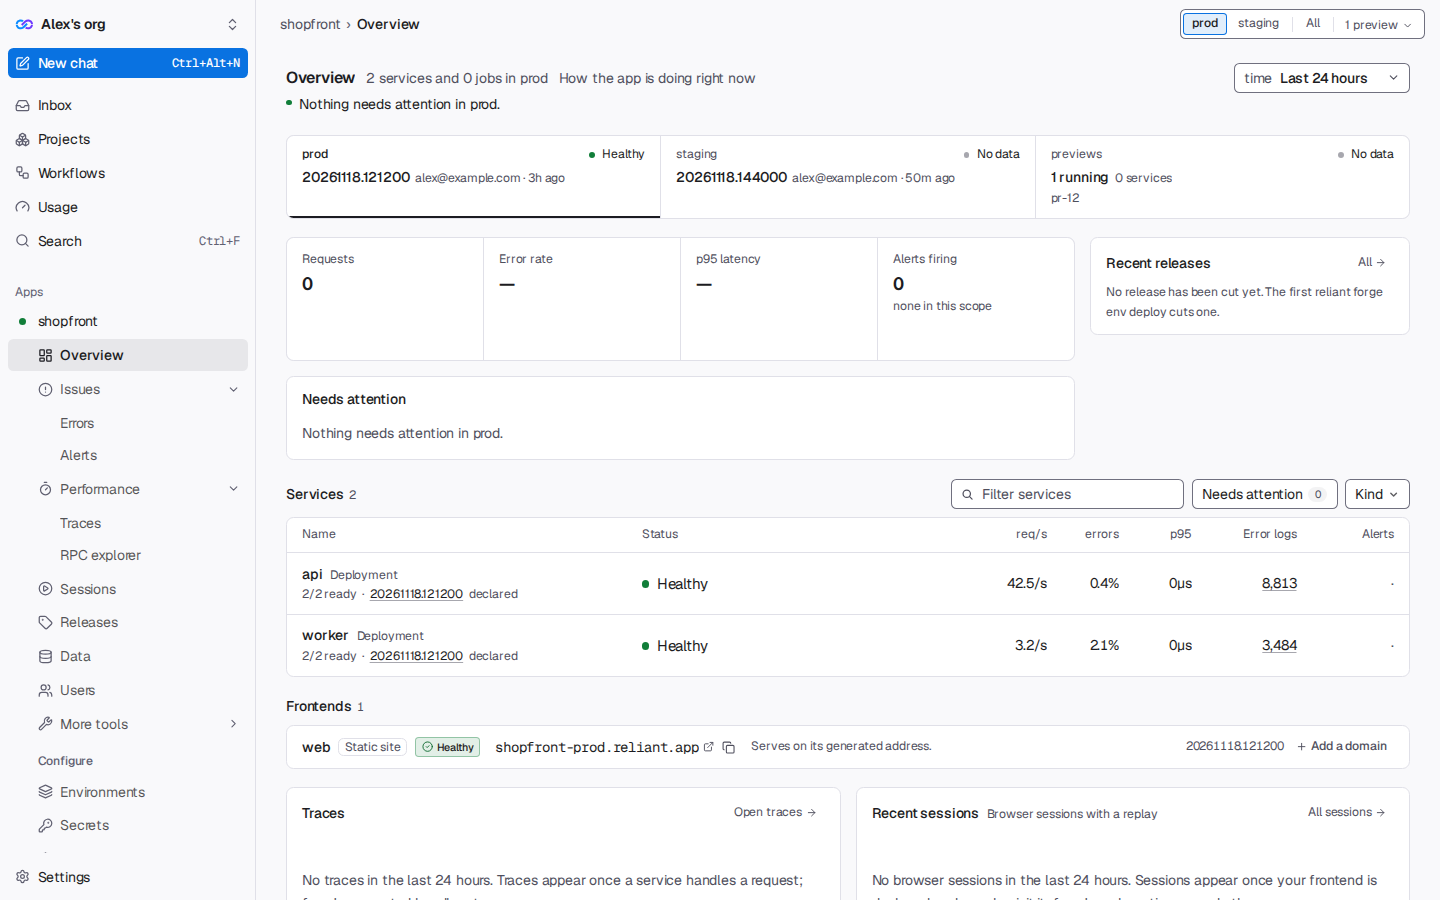 Alex's org
New chat Ctrl+Alt+N
Inbox
Projects
Workflows
Usage
Search Ctrl+F
Apps
shopfront
Overview
Issues
Errors
Alerts
Performance
Traces
RPC explorer
Sessions
Releases
Data
Users
More tools
Configure
Environments
Secrets
Settings
shopfront › Overview
prod staging All 1 preview
Overview 2 services and 0 jobs in prod How the app is doing right now
time Last 24 hours
Nothing needs attention in prod.
prod Healthy
20261118.121200 alex@example.com · 3h ago
staging No data
20261118.144000 alex@example.com · 50m ago
previews No data
1 running 0 services
pr-12
Requests
0
Error rate
—
p95 latency
—
Alerts firing
0
none in this scope
Recent releases All →
No release has been cut yet. The first reliant forge
env deploy cuts one.
Needs attention
Nothing needs attention in prod.
Services 2
Filter services
Needs attention 0
Kind
Name Status req/s errors p95 Error logs Alerts
api Deployment
2/2 ready · 20261118.121200 declared
Healthy 42.5/s 0.4% 0µs 8,813 ·
worker Deployment
2/2 ready · 20261118.121200 declared
Healthy 3.2/s 2.1% 0µs 3,484 ·
Frontends 1
web Static site Healthy shopfront-prod.reliant.app Serves on its generated address. 20261118.121200 + Add a domain
Traces Open traces →
No traces in the last 24 hours. Traces appear once a service handles a request;
Recent sessions Browser sessions with a replay All sessions →
No browser sessions in the last 24 hours. Sessions appear once your frontend is